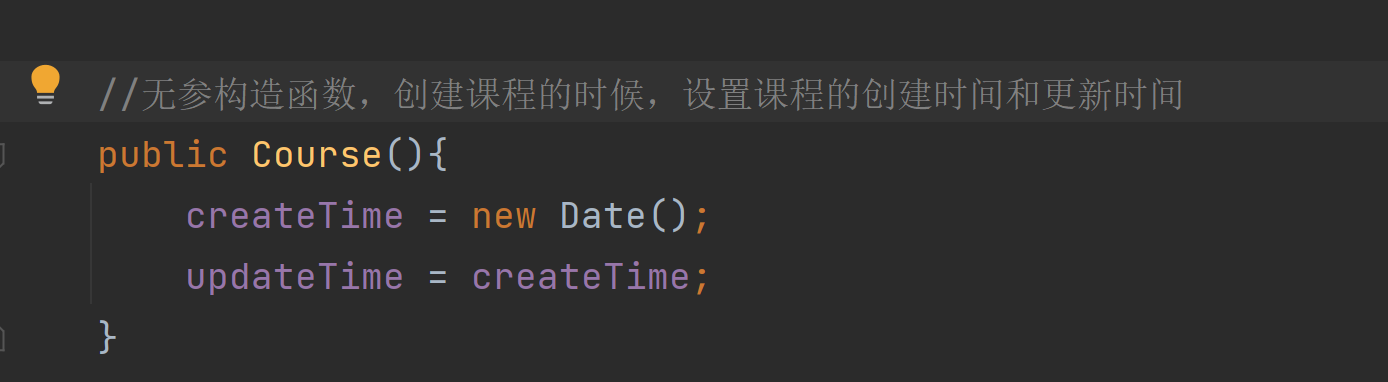 //无参构造函数，创建课程的时候，设置课程的创建时间和更新时间
public Course(){
createTime = new Date();
updateTime = createTime;
}